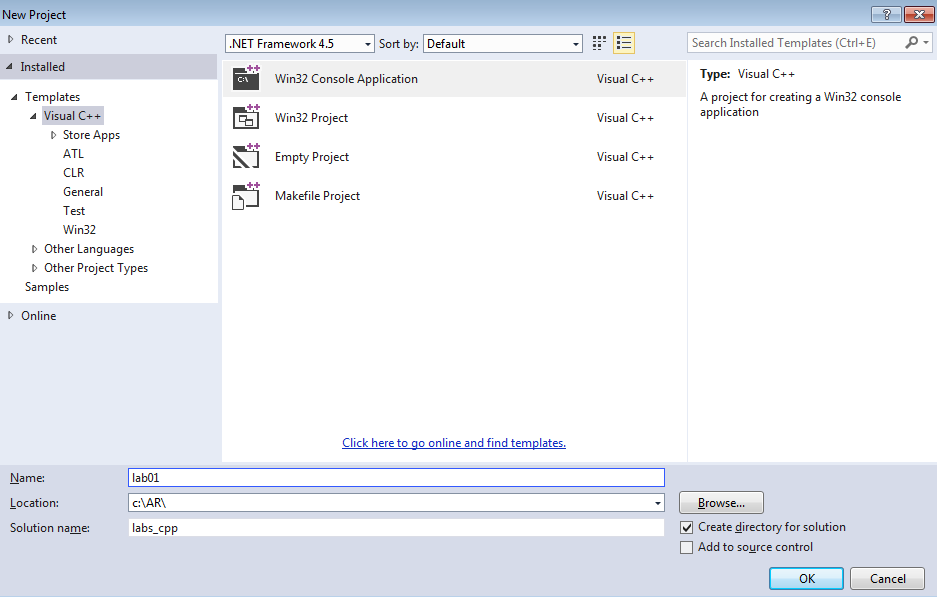 New Project
Recent
.NET Framework 4.5
Sort by:
Default
Search Installed Templates (Ctrl+E)
Installed
Templates
Visual C++
Store Apps
ATL
CLR
General
Test
Win32
Other Languages
Other Project Types
Samples
Online
C:\
Win32 Console Application Visual C++
Win32 Project Visual C++
Empty Project Visual C++
Makefile Project Visual C++
Click here to go online and find templates.
Type: Visual C++
A project for creating a Win32 console
application
Name: lab01
Location: c:\AR\
Browse...
Solution name: labs_cpp
Create directory for solution
Add to source control
OK
Cancel